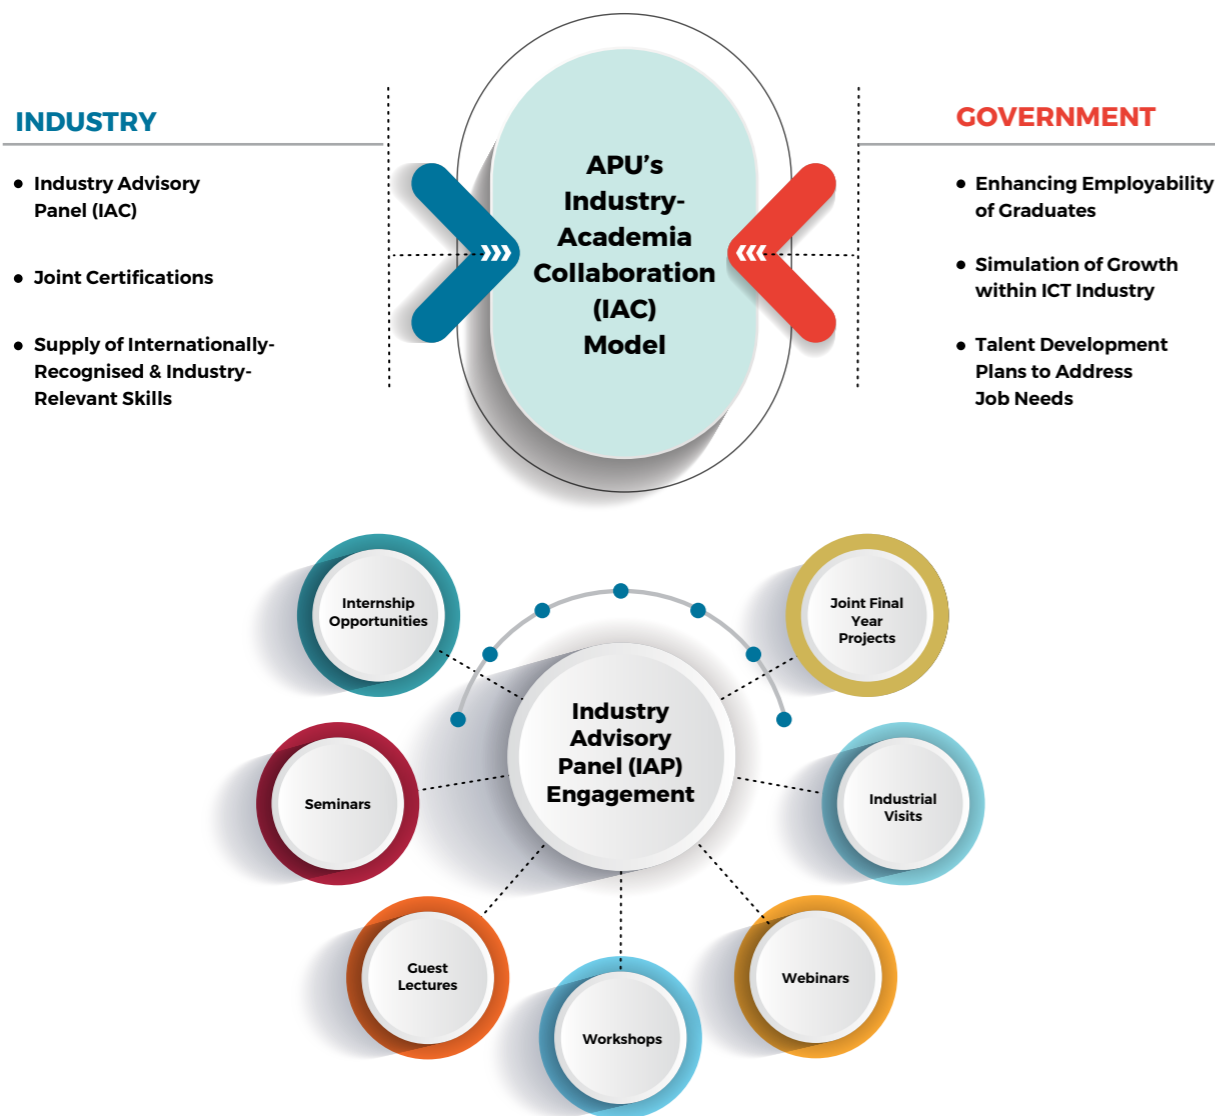 INDUSTRY
Industry Advisory
Panel (IAC)
Joint Certifications
Supply of Internationally-
Recognised & Industry-
Relevant Skills
APU’s
Industry-
Academia
Collaboration
(IAC)
Model
GOVERNMENT
Enhancing Employability
of Graduates
Simulation of Growth
within ICT Industry
Talent Development
Plans to Address
Job Needs
Internship
Opportunities
Joint Final
Year
Projects
Industry
Advisory
Panel (IAP)
Engagement
Seminars
Industrial
Visits
Guest
Lectures
Webinars
Workshops